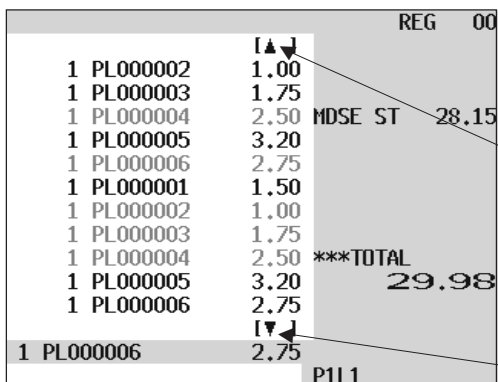 REG 00
[▲]
1 PL000002 1.00
1 PL000003 1.75
1 PL000004 2.50 MDSE ST 28.15
1 PL000005 3.20
1 PL000006 2.75
1 PL000001 1.50
1 PL000002 1.00
1 PL000003 1.75
1 PL000004 2.50 ***TOTAL
1 PL000005 3.20 29.98
1 PL000006 2.75
[▼]
1 PL000006 2.75
P1L1